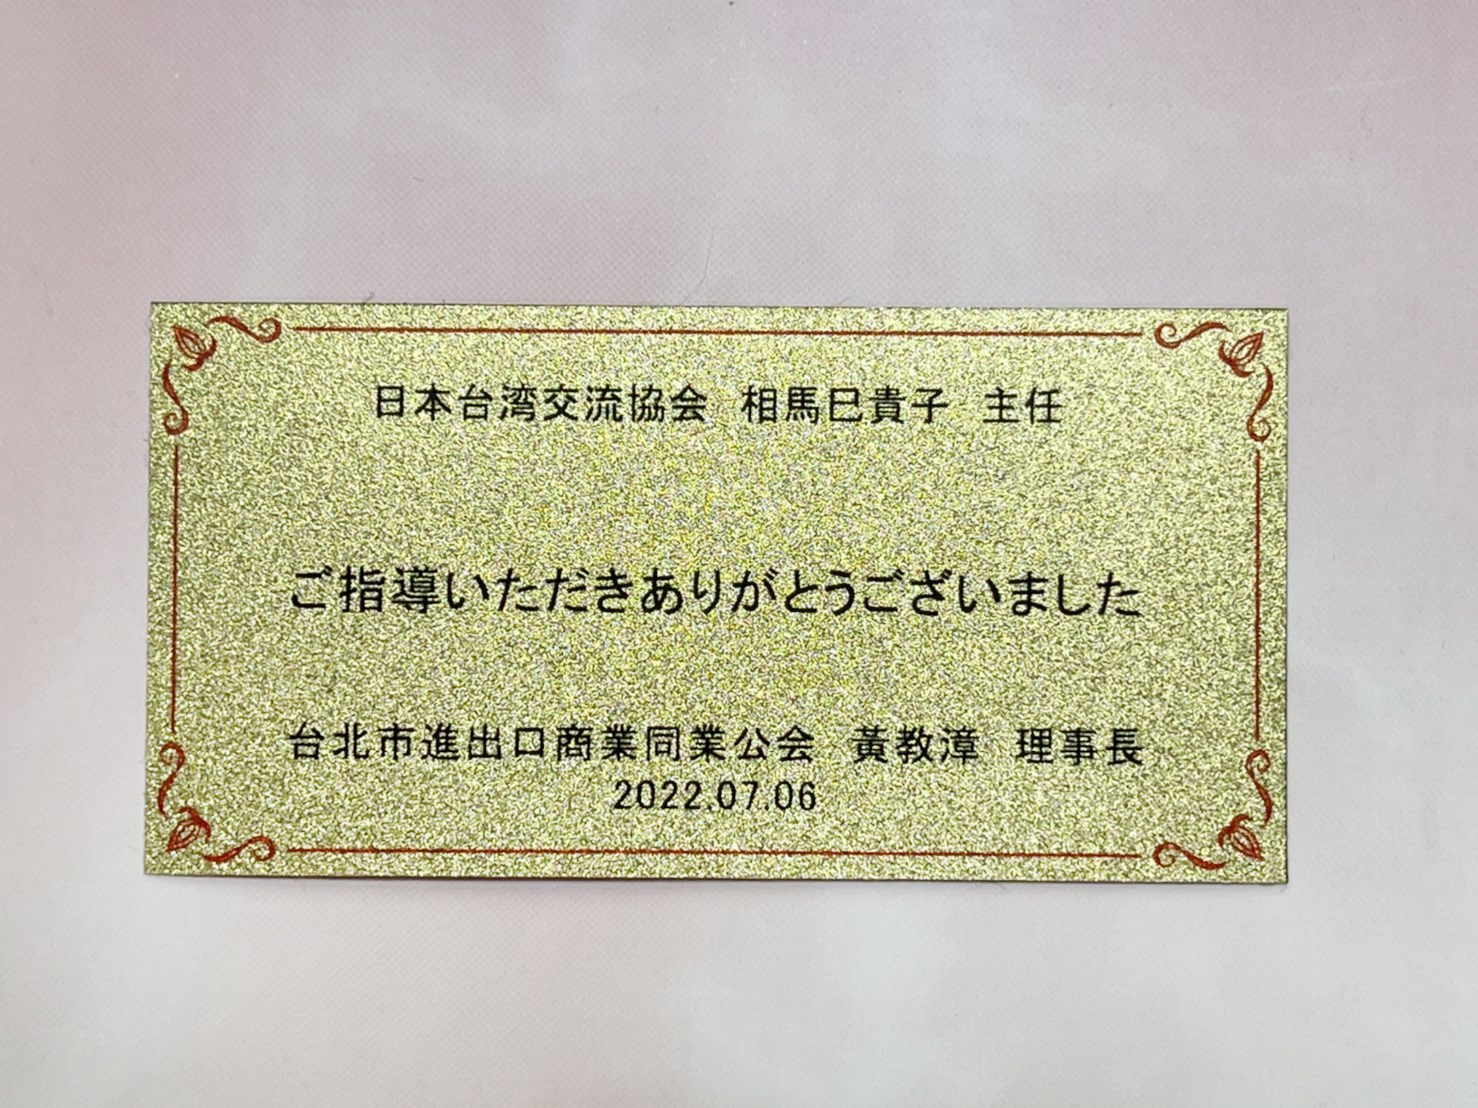 日本台湾交流協会　相馬巳貴子　主任
ご指導いただきありがとうございました
台北市進出口商業同業公会　黃教漳　理事長
2022.07.06